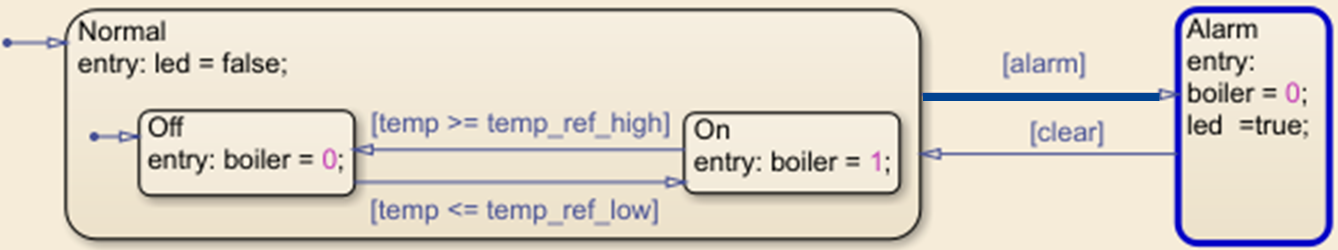 Normal
entry: led = false;
Off
entry: boiler = 0;
[temp >= temp_ref_high]
[temp <= temp_ref_low]
On
entry: boiler = 1;
[alarm]
[clear]
Alarm
entry:
boiler = 0;
led  =true;